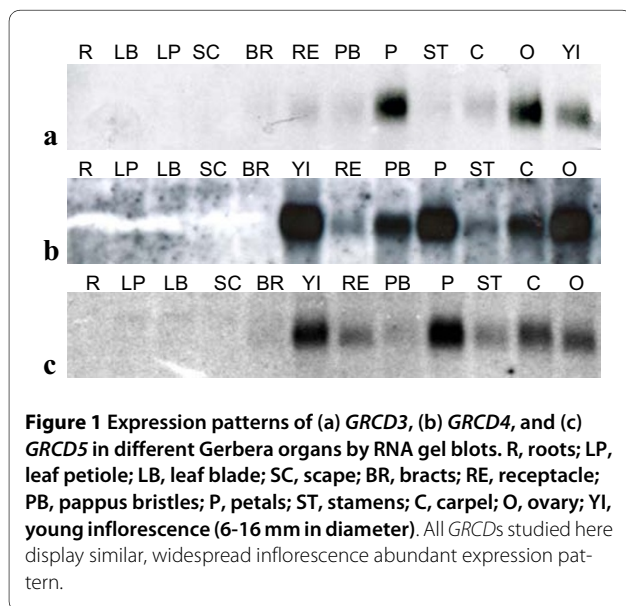 R LB LP SC BR RE PB P ST C O YI
a
R LP LB SC BR YI RE PB P ST C O
b
R LP LB SC BR YI RE PB P ST C O
c
Figure 1 Expression patterns of (a) GRCD3, (b) GRCD4, and (c)
GRCD5 in different Gerbera organs by RNA gel blots. R, roots; LP,
leaf petiole; LB, leaf blade; SC, scape; BR, bracts; RE, receptacle;
PB, pappus bristles; P, petals; ST, stamens; C, carpel; O, ovary; YI,
young inflorescence (6-16 mm in diameter). All GRCDs studied here
display similar, widespread inflorescence abundant expression pat-
tern.